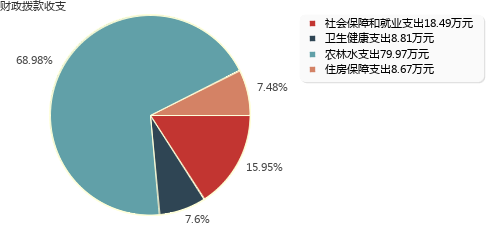 财政拨款收支
社会保障和就业支出18.49万元
卫生健康支出8.81万元
农林水支出79.97万元
住房保障支出8.67万元
68.98%
7.48%
15.95%
7.6%